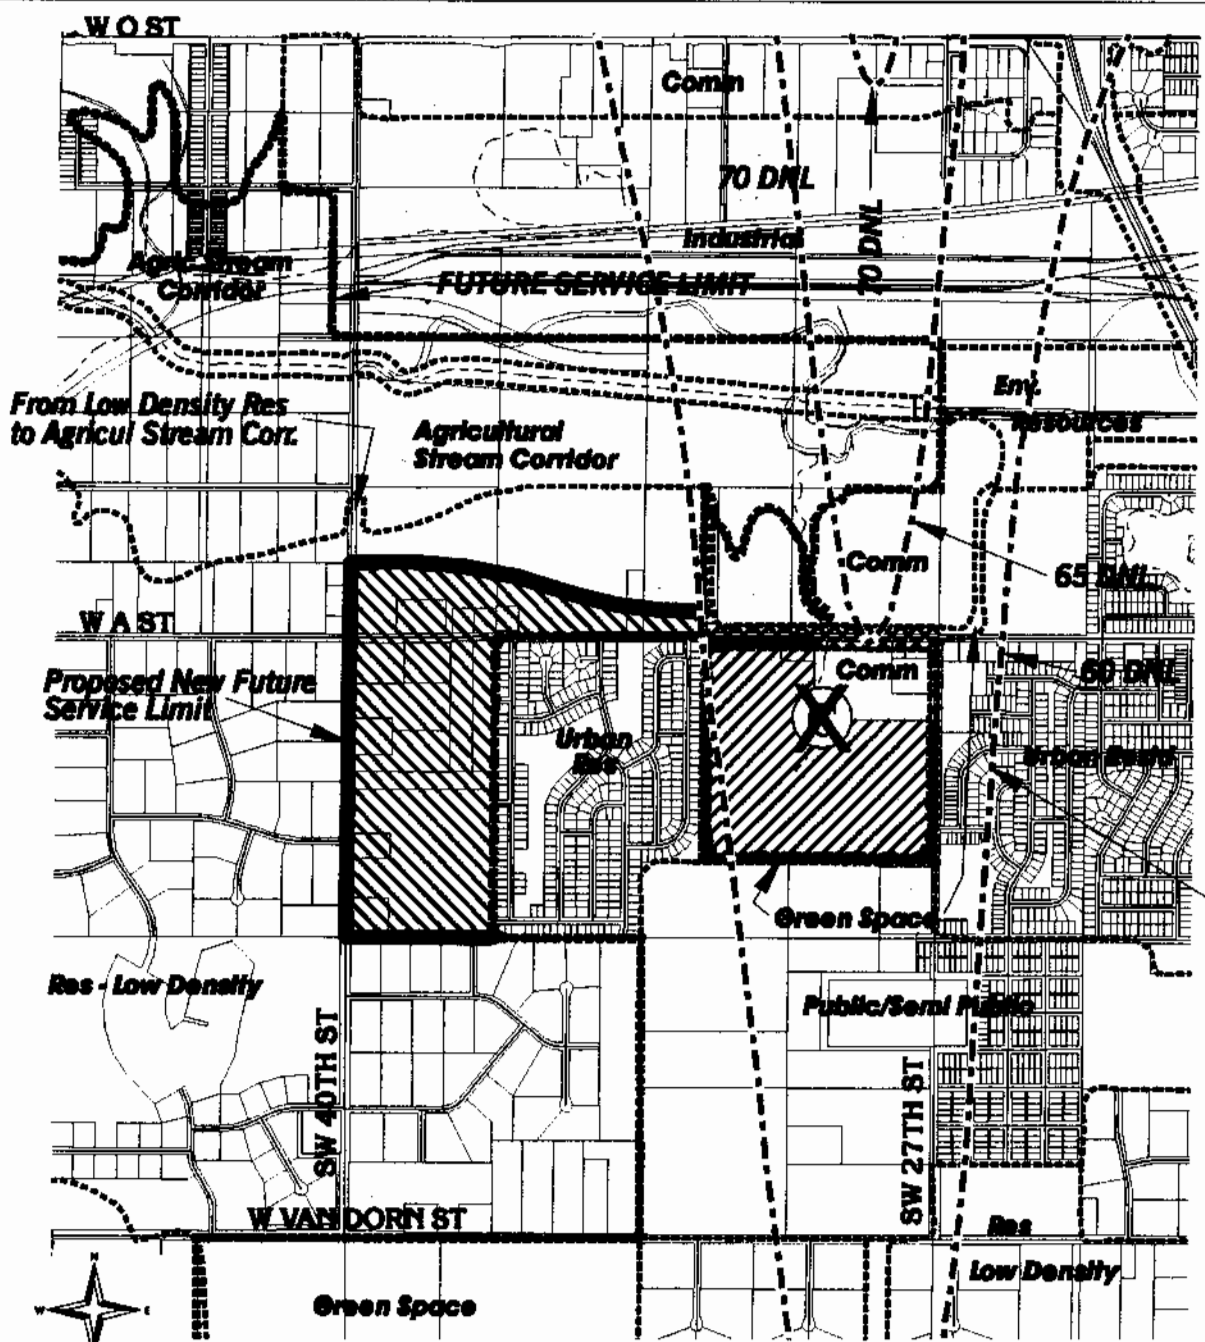 W O ST
Comm
70 DNL
70 DNL
Industrial
Agric. Stream
Corridor
FUTURE SERVICE LIMIT
Env.
Resources
From Low Density Res
to Agricul Stream Corr.
Agricultural
Stream Corridor
Comm
65 DNL
W A ST
Comm
60 DNL
Proposed New Future
Service Limit
Urban
Res
X
Urban Resid
Green Space
Res - Low Density
Public/Semi Public
SW 40TH ST
SW 27TH ST
W VAN DORN ST
Res
Low Density
Green Space
N
W
E